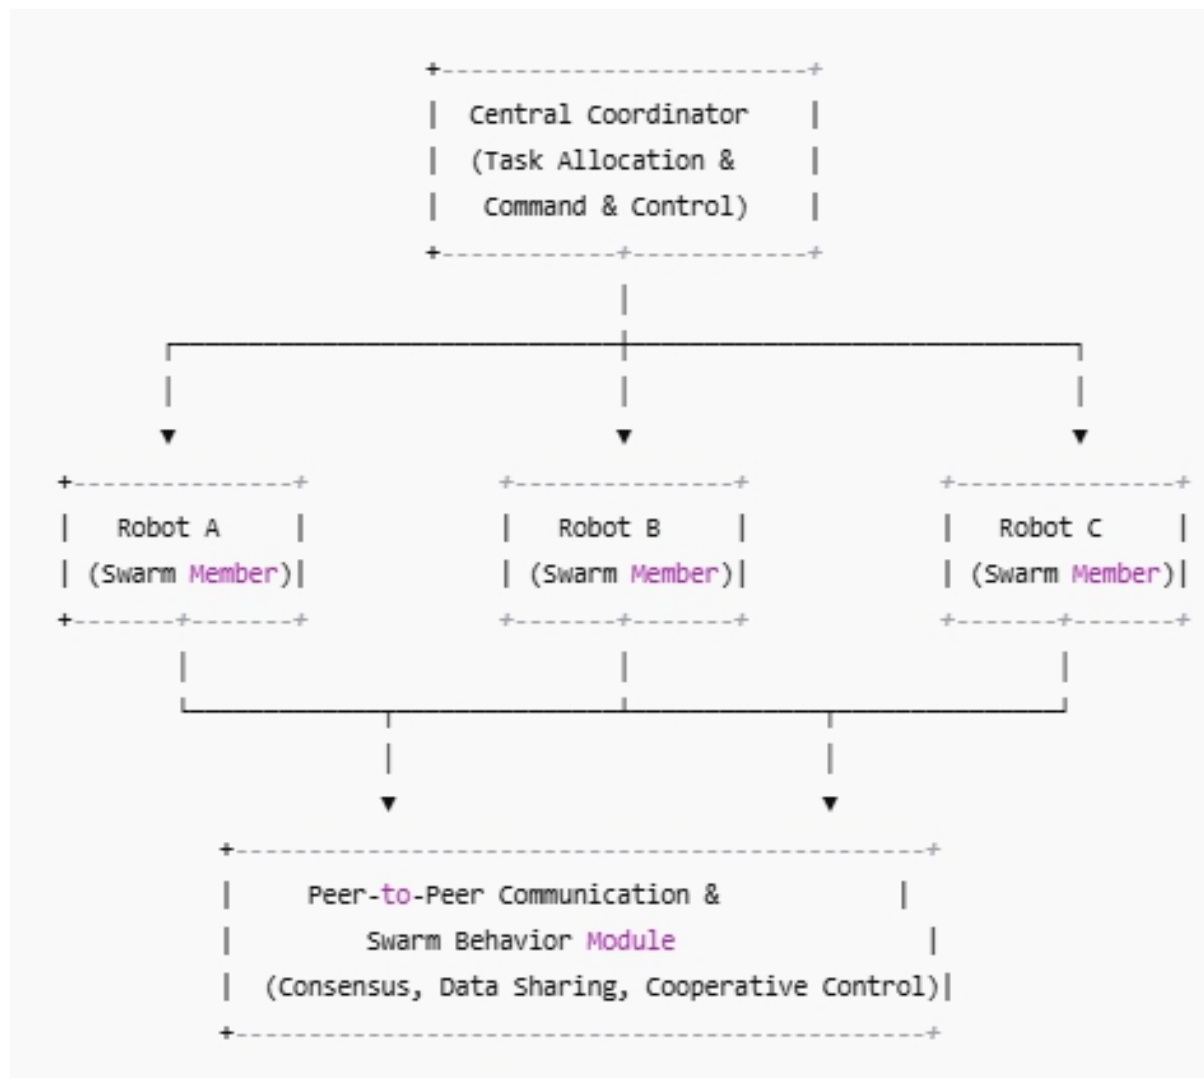 Central Coordinator
(Task Allocation &
Command & Control)
Robot A
(Swarm Member)
Robot B
(Swarm Member)
Robot C
(Swarm Member)
Peer-to-Peer Communication &
Swarm Behavior Module
(Consensus, Data Sharing, Cooperative Control)